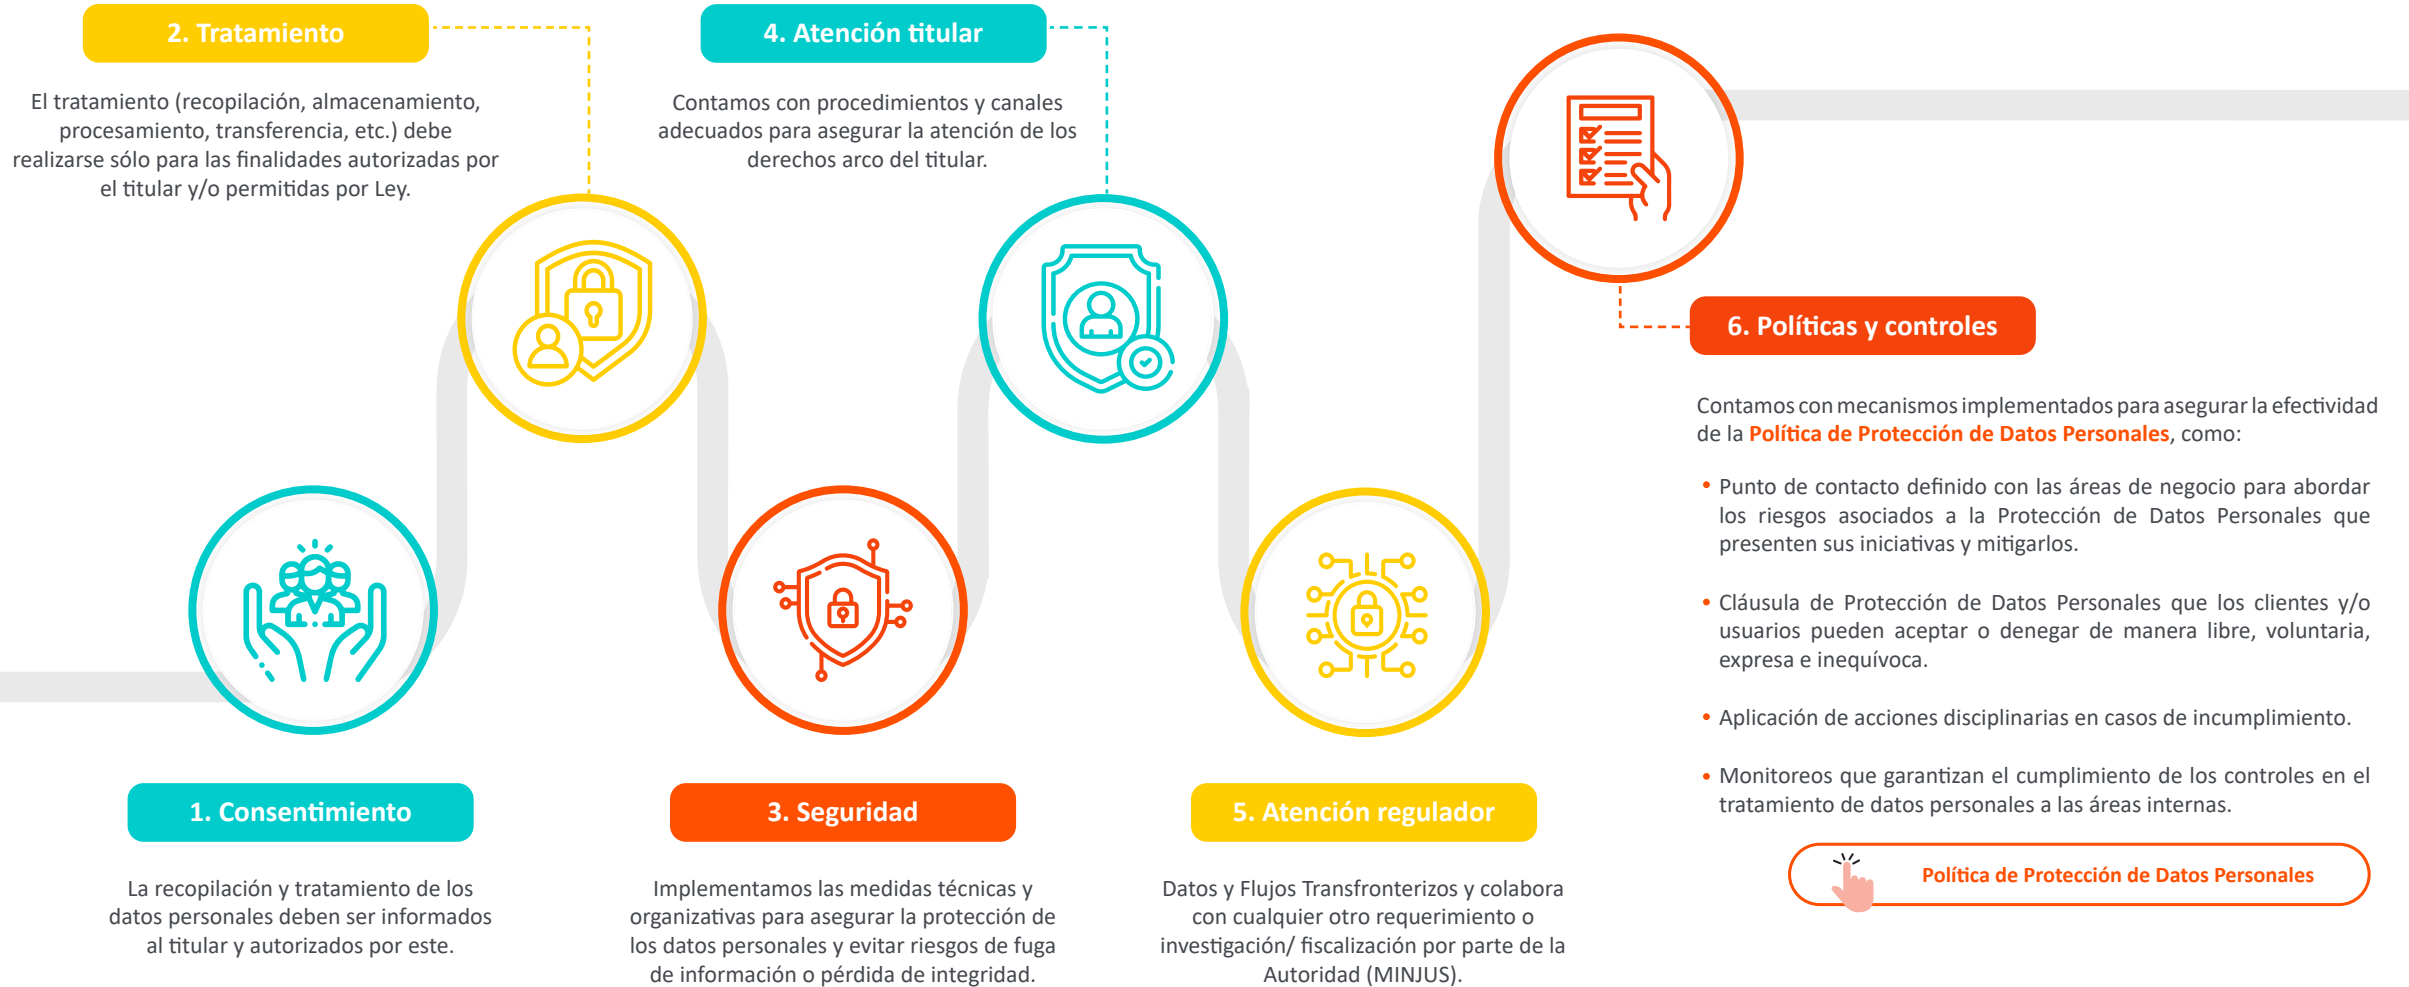 2. Tratamiento
El tratamiento (recopilación, almacenamiento,
procesamiento, transferencia, etc.) debe
realizarse sólo para las finalidades autorizadas por
el titular y/o permitidas por Ley.
4. Atención titular
Contamos con procedimientos y canales
adecuados para asegurar la atención de los
derechos arco del titular.
1. Consentimiento
La recopilación y tratamiento de los
datos personales deben ser informados
al titular y autorizados por este.
3. Seguridad
Implementamos las medidas técnicas y
organizativas para asegurar la protección de
los datos personales y evitar riesgos de fuga
de información o pérdida de integridad.
5. Atención regulador
Datos y Flujos Transfronterizos y colabora
con cualquier otro requerimiento o
investigación/ fiscalización por parte de la
Autoridad (MINJUS).
6. Políticas y controles
Contamos con mecanismos implementados para asegurar la efectividad
de la Política de Protección de Datos Personales, como:
• Punto de contacto definido con las áreas de negocio para abordar
los riesgos asociados a la Protección de Datos Personales que
presenten sus iniciativas y mitigarlos.
• Cláusula de Protección de Datos Personales que los clientes y/o
usuarios pueden aceptar o denegar de manera libre, voluntaria,
expresa e inequívoca.
• Aplicación de acciones disciplinarias en casos de incumplimiento.
• Monitoreos que garantizan el cumplimiento de los controles en el
tratamiento de datos personales a las áreas internas.
Política de Protección de Datos Personales